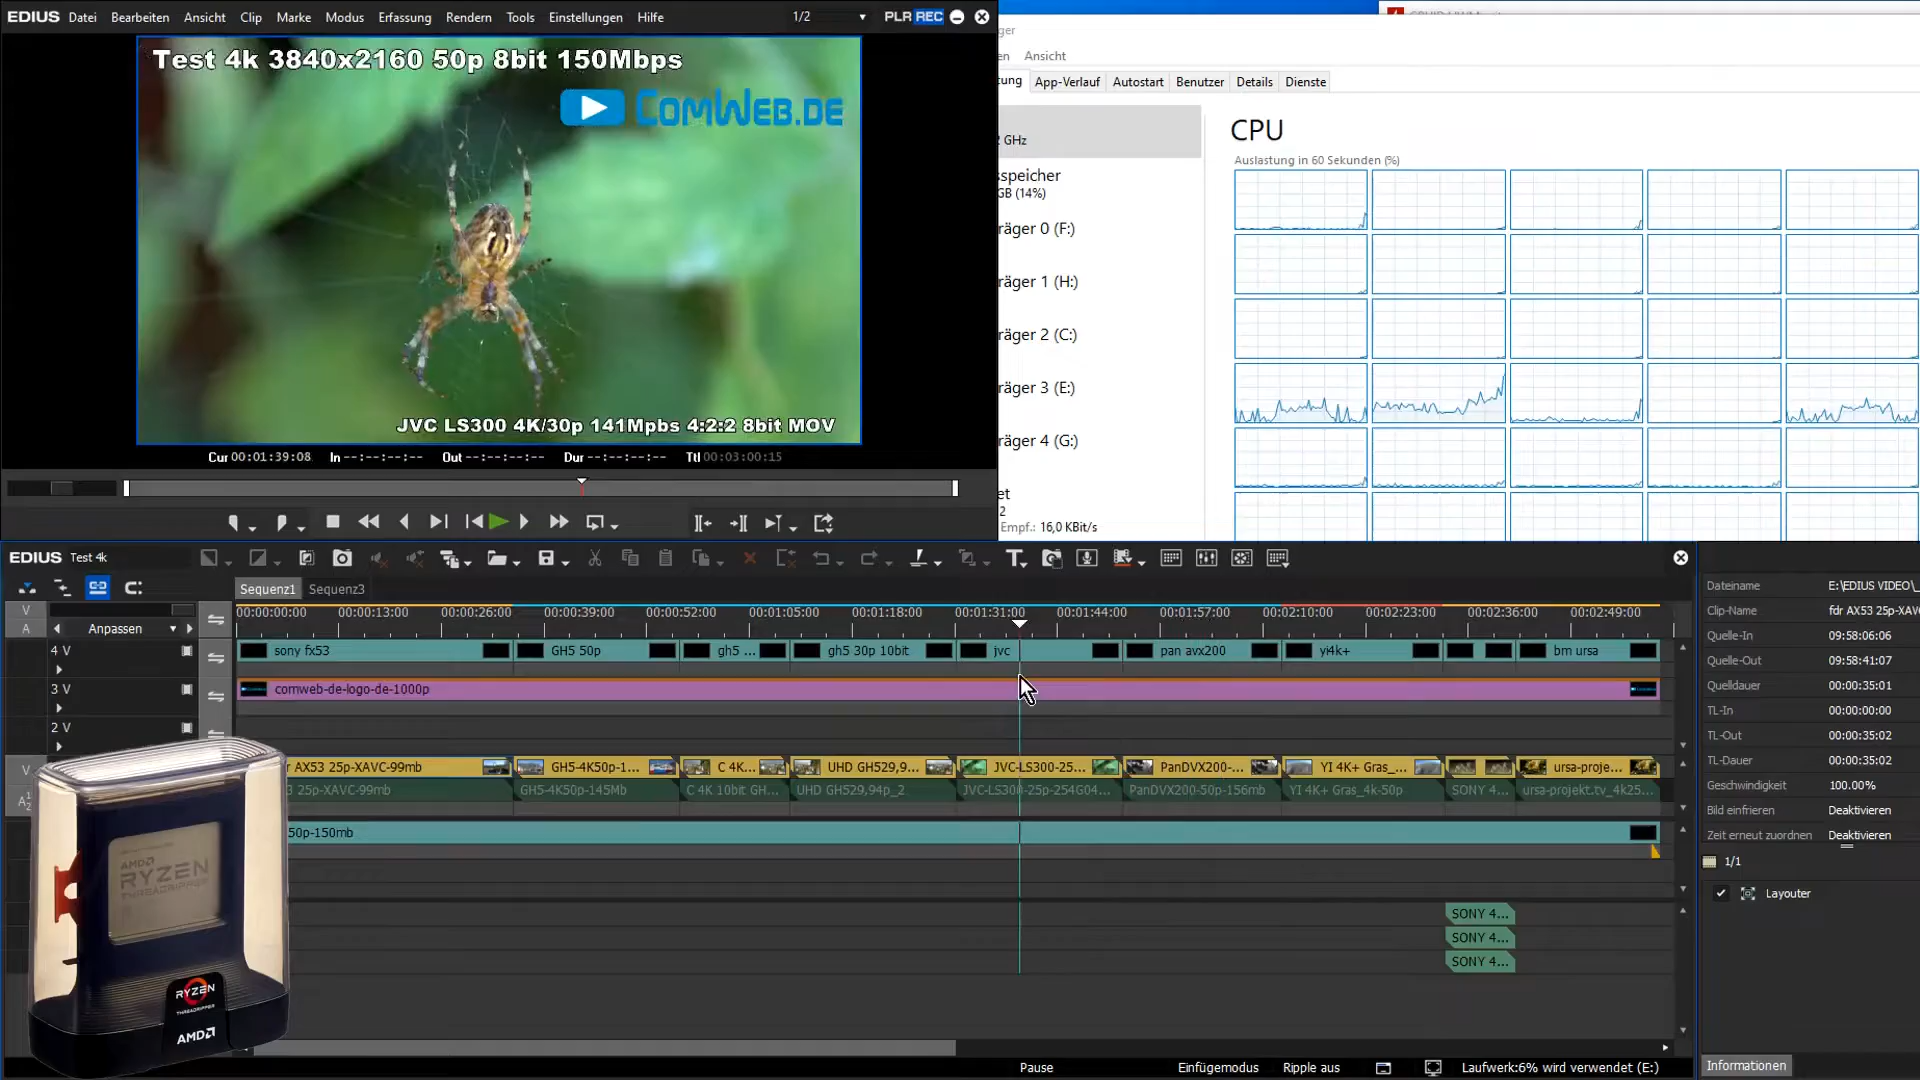 EDIUS Datei Bearbeiten Ansicht Clip Marke Modus Erfassung Rendern Tools Einstellungen Hilfe 1/2 PLR REC
Test 4k 3840x2160 50p 8bit 150Mbps
ComWeb.de
JVC LS300 4K/30p 141Mpbs 4:2:2 8bit MOV
Cur 00:01:39:08 In --:--:--:-- Out --:--:--:-- Dur --:--:--:-- Ttl 00:03:00:15
ger
en Ansicht
tung App-Verlauf Autostart Benutzer Details Dienste
2 GHz
sspeicher
GB (14%)
räger 0 (F:)
räger 1 (H:)
räger 2 (C:)
räger 3 (E:)
räger 4 (G:)
et
2
Empf.: 16,0 KBit/s
CPU
Auslastung in 60 Sekunden (%)
EDIUS Test 4k
Sequenz1 Sequenz3
V
A
Anpassen
00:00:00:00 00:00:13:00 00:00:26:00 00:00:39:00 00:00:52:00 00:01:05:00 00:01:18:00 00:01:31:00 00:01:44:00 00:01:57:00 00:02:10:00 00:02:23:00 00:02:36:00 00:02:49:00
4 V sony fx53 GH5 50p gh5 ... gh5 30p 10bit jvc pan avx200 yi4k+ bm ursa
3 V comweb-de-logo-de-1000p
2 V
V r AX53 25p-XAVC-99mb GH5-4K50p-1... C 4K... UHD GH529,9... JVC-LS300-25... PanDVX200-... YI 4K+ Gras_... ursa-proje...
3 25p-XAVC-99mb GH5-4K50p-145Mb C 4K 10bit GH... UHD GH529,94p_2 JVC-LS300-25p-254G04... PanDVX200-50p-156mb YI 4K+ Gras_4k-50p SONY 4... ursa-projekt.tv_4k25...
50p-150mb
SONY 4...
SONY 4...
SONY 4...
AMD
RYZEN
THREADRIPPER
RYZEN
THREADRIPPER
AMD
Dateiname E:\EDIUS VIDEO\_
Clip-Name fdr AX53 25p-XAVC
Quelle-In 09:58:06:06
Quelle-Out 09:58:41:07
Quelldauer 00:00:35:01
TL-In 00:00:00:00
TL-Out 00:00:35:02
TL-Dauer 00:00:35:02
Geschwindigkeit 100.00%
Bild einfrieren Deaktivieren
Zeit erneut zuordnen Deaktivieren
1/1
Layouter
Informationen
Pause Einfügemodus Ripple aus Laufwerk:6% wird verwendet (E:)